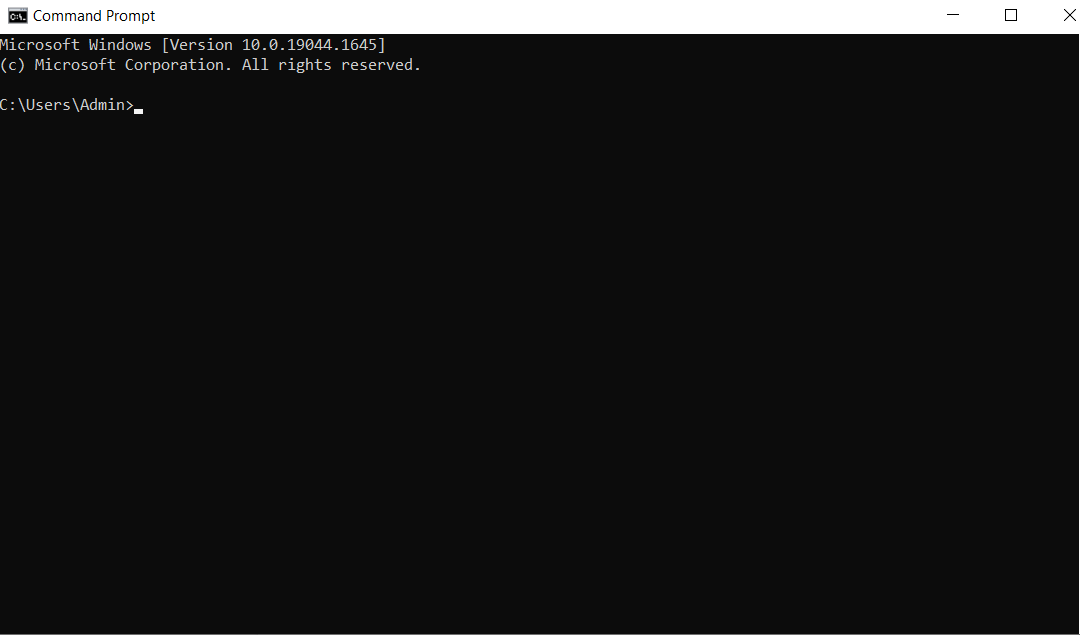 Command Prompt
Microsoft Windows [Version 10.0.19044.1645]
(c) Microsoft Corporation. All rights reserved.
C:\Users\Admin>